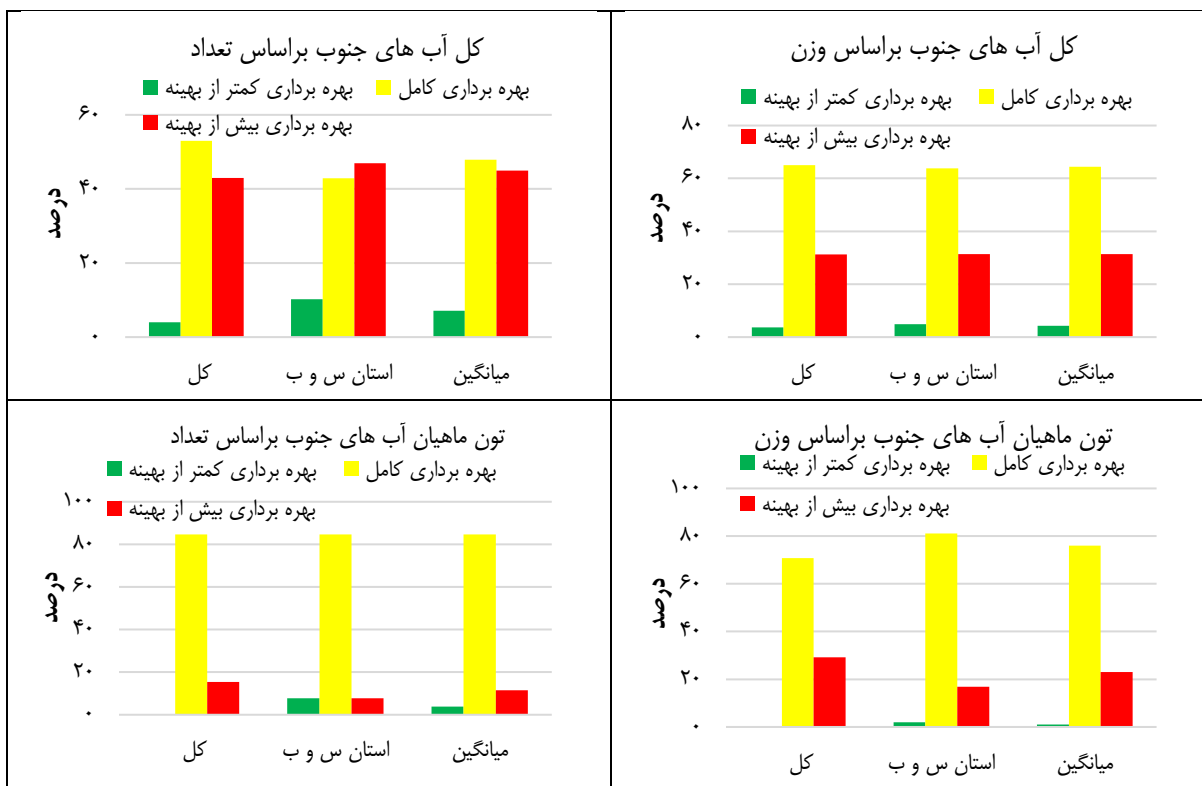 کل آب های جنوب براساس وزن
بهره برداری کمتر از بهینه
بهره برداری کامل
بهره برداری بیش از بهینه
درصد
۸۰
۶۰
۴۰
۲۰
۰
کل
استان س و ب
میانگین
کل آب های جنوب براساس تعداد
بهره برداری کمتر از بهینه
بهره برداری کامل
بهره برداری بیش از بهینه
درصد
۶۰
۴۰
۲۰
۰
کل
استان س و ب
میانگین
تون ماهیان آب های جنوب براساس وزن
بهره برداری کمتر از بهینه
بهره برداری کامل
بهره برداری بیش از بهینه
درصد
۱۰۰
۸۰
۶۰
۴۰
۲۰
۰
کل
استان س و ب
میانگین
تون ماهیان آب های جنوب براساس تعداد
بهره برداری کمتر از بهینه
بهره برداری کامل
بهره برداری بیش از بهینه
درصد
۱۰۰
۸۰
۶۰
۴۰
۲۰
۰
کل
استان س و ب
میانگین